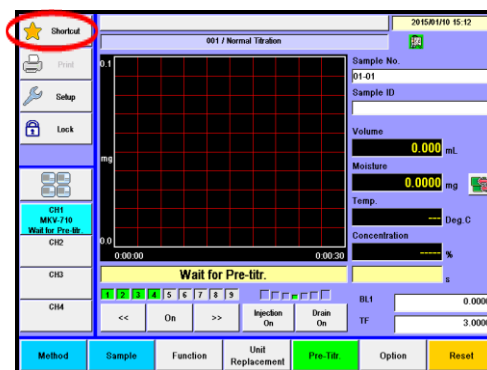 Shortcut
2015/01/10 15:12
001 / Normal Titration
Print
Setup
Lock
CH1
MKV-710
Wait for Pre-titr.
CH2
CH3
CH4
0.1
mg
0.0
0:00:00
0:00:30
Wait for Pre-titr.
1 2 3 4 5 6 7 8 9
<<
On
>>
Injection
On
Drain
On
Sample No.
01-01
Sample ID
Volume
0.000 mL
Moisture
0.0000 mg
Temp.
--- Deg.C
Concentration
----- %
s
BL1 0.0000
TF 3.0000
Method
Sample
Function
Unit
Replacement
Pre-Titr.
Option
Reset